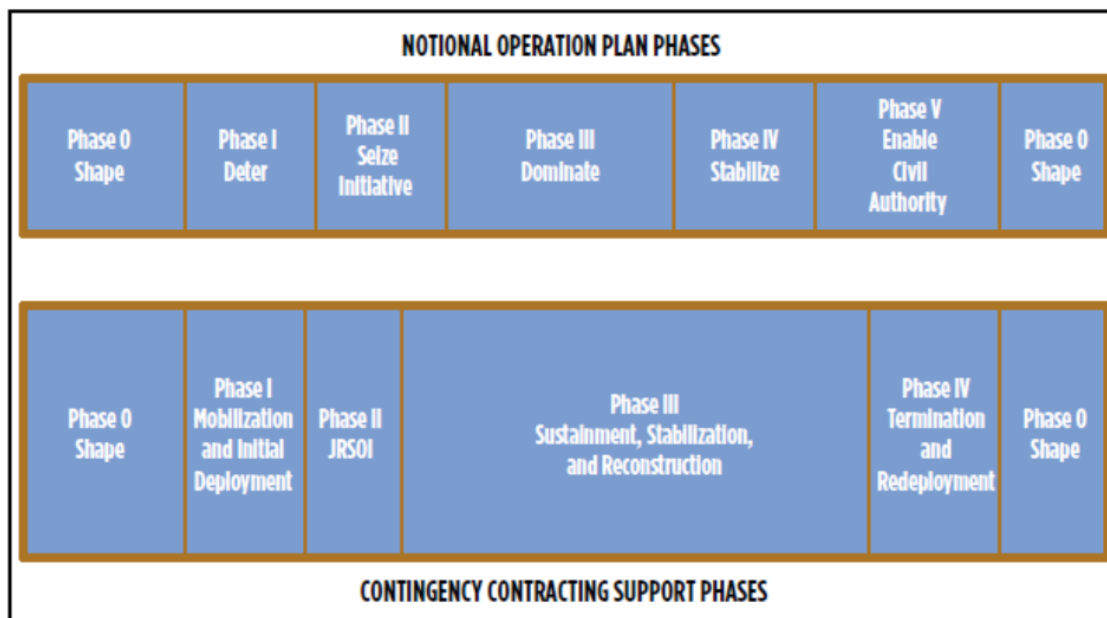 NOTIONAL OPERATION PLAN PHASES
Phase 0
Shape
Phase I
Deter
Phase II
Seize
Initiative
Phase III
Dominate
Phase IV
Stabilize
Phase V
Enable
Civil
Authority
Phase 0
Shape
Phase 0
Shape
Phase I
Mobilization
and Initial
Deployment
Phase II
JRSOI
Phase III
Sustainment, Stabilization,
and Reconstruction
Phase IV
Termination
and
Redeployment
Phase 0
Shape
CONTINGENCY CONTRACTING SUPPORT PHASES